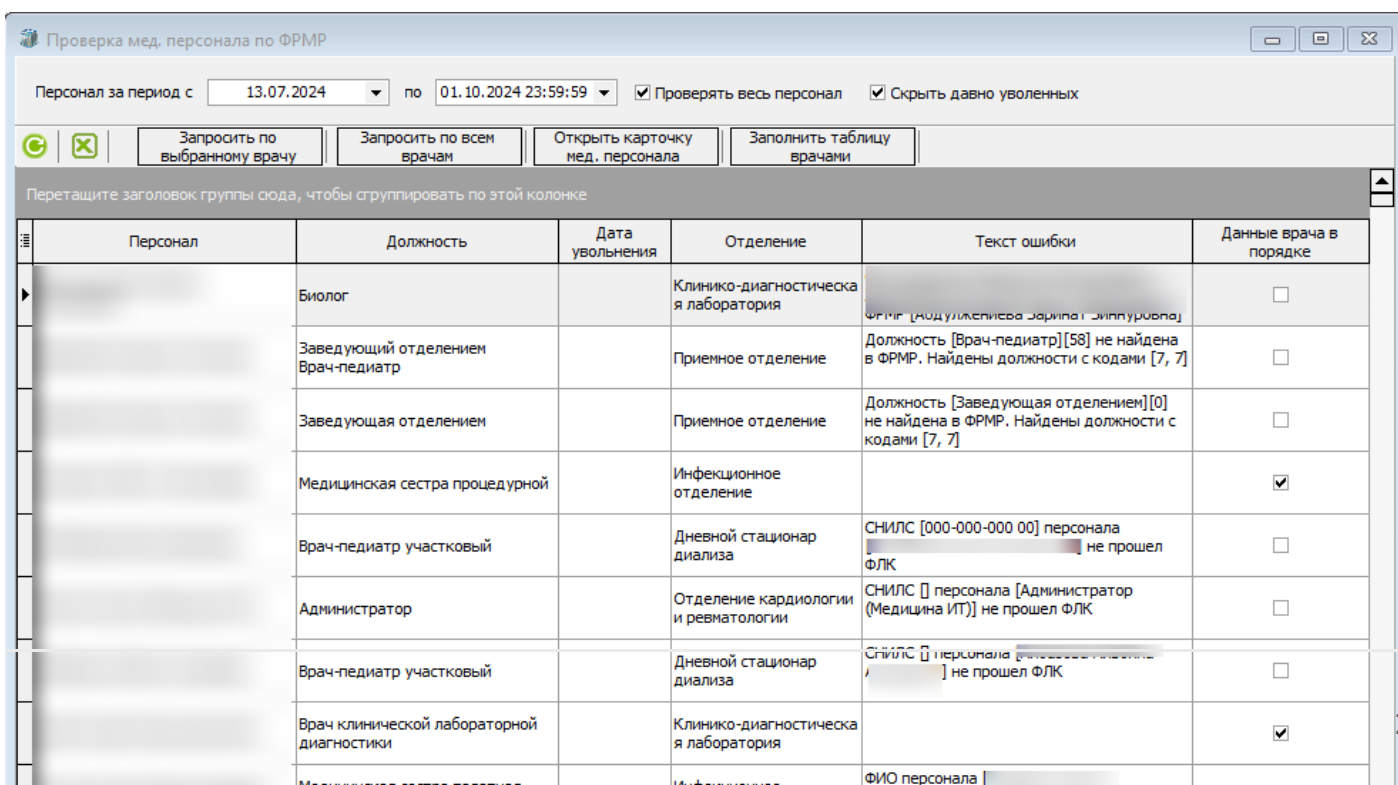 Проверка мед. персонала по ФРМР
Персонал за период с 13.07.2024 по 01.10.2024 23:59:59 Проверять весь персонал Скрыть давно уволенных
Запросить по выбранному врачу
Запросить по всем врачам
Открыть карточку мед. персонала
Заполнить таблицу врачами
Перетащите заголовок группы сюда, чтобы сгруппировать по этой колонке
Персонал Должность Дата увольнения Отделение Текст ошибки Данные врача в порядке
Биолог
Клинико-диагностическа
я лаборатория
ФРМР
Заведующий отделением
Врач-педиатр
Приемное отделение
Должность [Врач-педиатр][58] не найдена
в ФРМР. Найдены должности с кодами [7, 7]
Заведующая отделением
Приемное отделение
Должность [Заведующая отделением][0]
не найдена в ФРМР. Найдены должности с
кодами [7, 7]
Медицинская сестра процедурной
Инфекционное
отделение
Врач-педиатр участковый
Дневной стационар
диализа
СНИЛС [000-000-000 00] персонала
[ ] не прошел
ФЛК
Администратор
Отделение кардиологии
и ревматологии
СНИЛС [] персонала [Администратор
(Медицина ИТ)] не прошел ФЛК
Врач-педиатр участковый
Дневной стационар
диализа
СНИЛС [] персонала [
] не прошел ФЛК
Врач клинической лабораторной
диагностики
Клинико-диагностическа
я лаборатория
Медицинская сестра
Инфекционное
ФИО персонала [